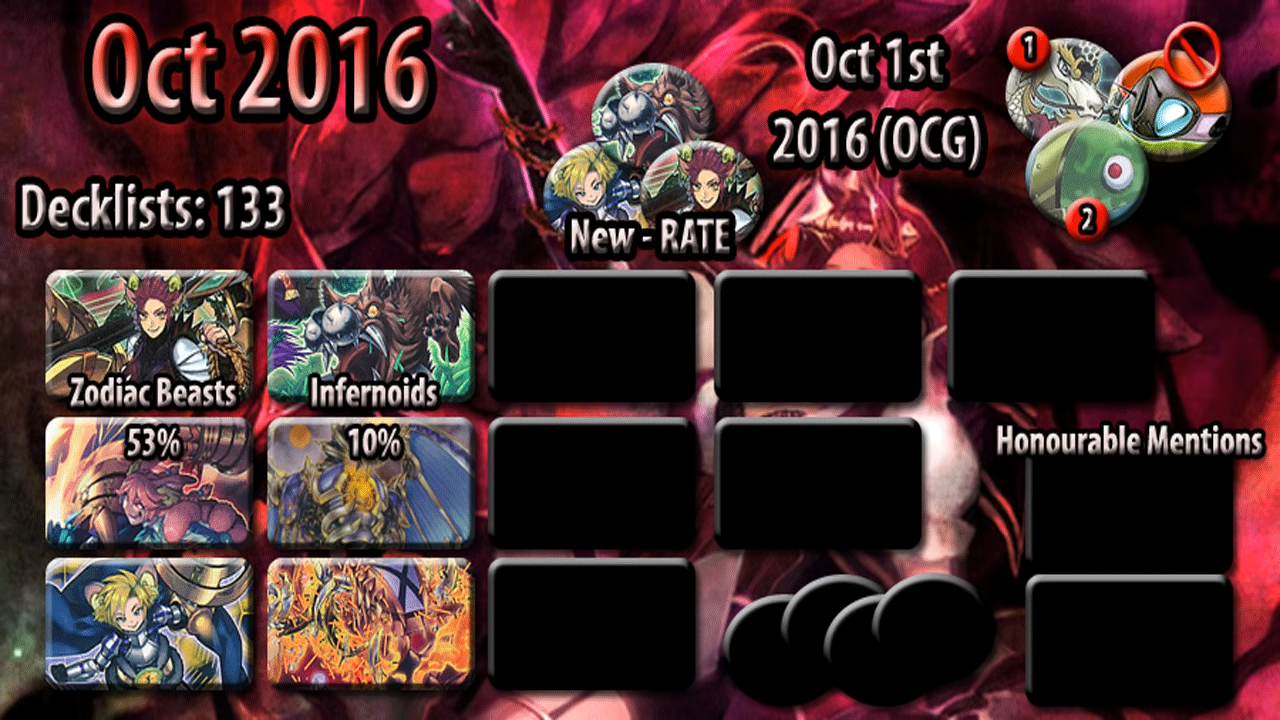 Oct 2016
Oct 1st
2016 (OCG)
1
2
Decklists: 133
New - RATE
Zodiac Beasts
Infernoids
53%
10%
Honourable Mentions